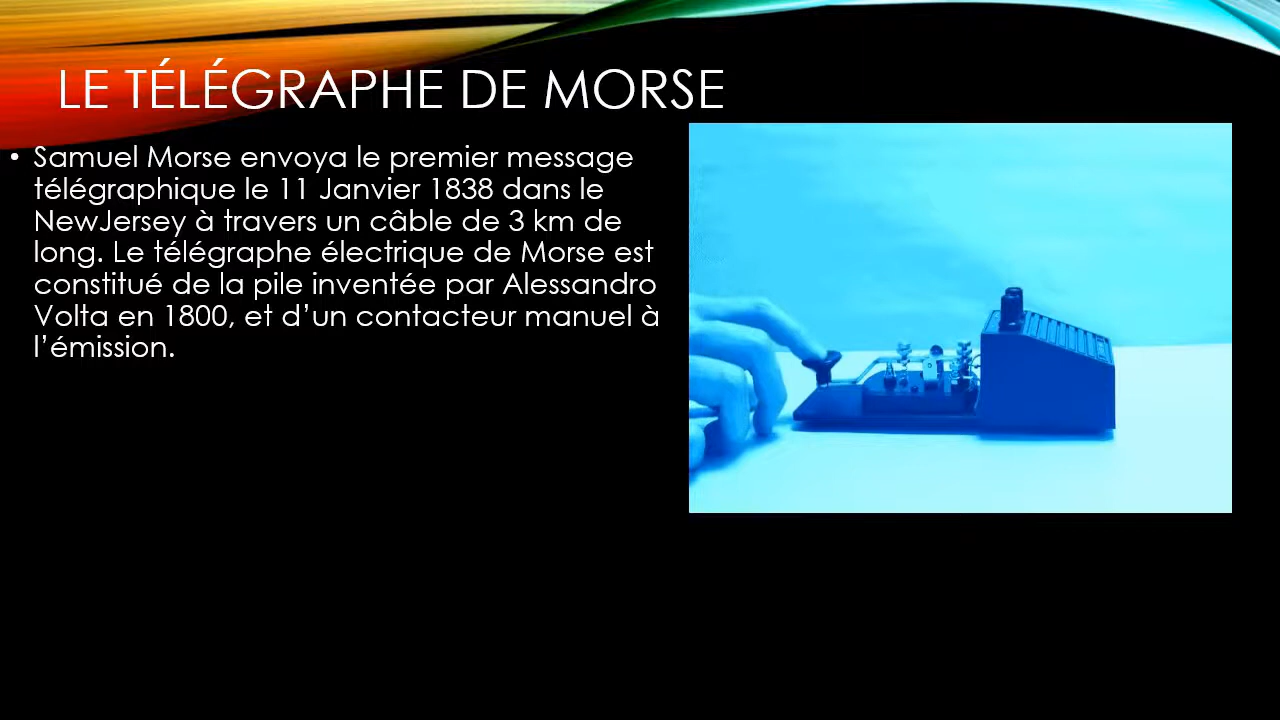 LE TÉLÉGRAPHE DE MORSE
• Samuel Morse envoya le premier message
télégraphique le 11 Janvier 1838 dans le
NewJersey à travers un câble de 3 km de
long. Le télégraphe électrique de Morse est
constitué de la pile inventée par Alessandro
Volta en 1800, et d’un contacteur manuel à
l’émission.